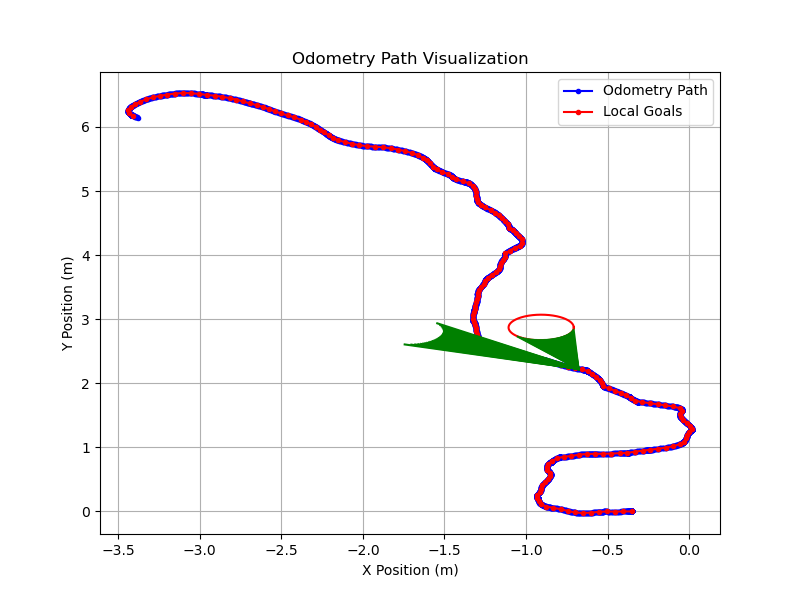 Odometry Path Visualization
Odometry Path
Local Goals
Y Position (m)
6
5
4
3
2
1
0
−3.5 −3.0 −2.5 −2.0 −1.5 −1.0 −0.5 0.0
X Position (m)